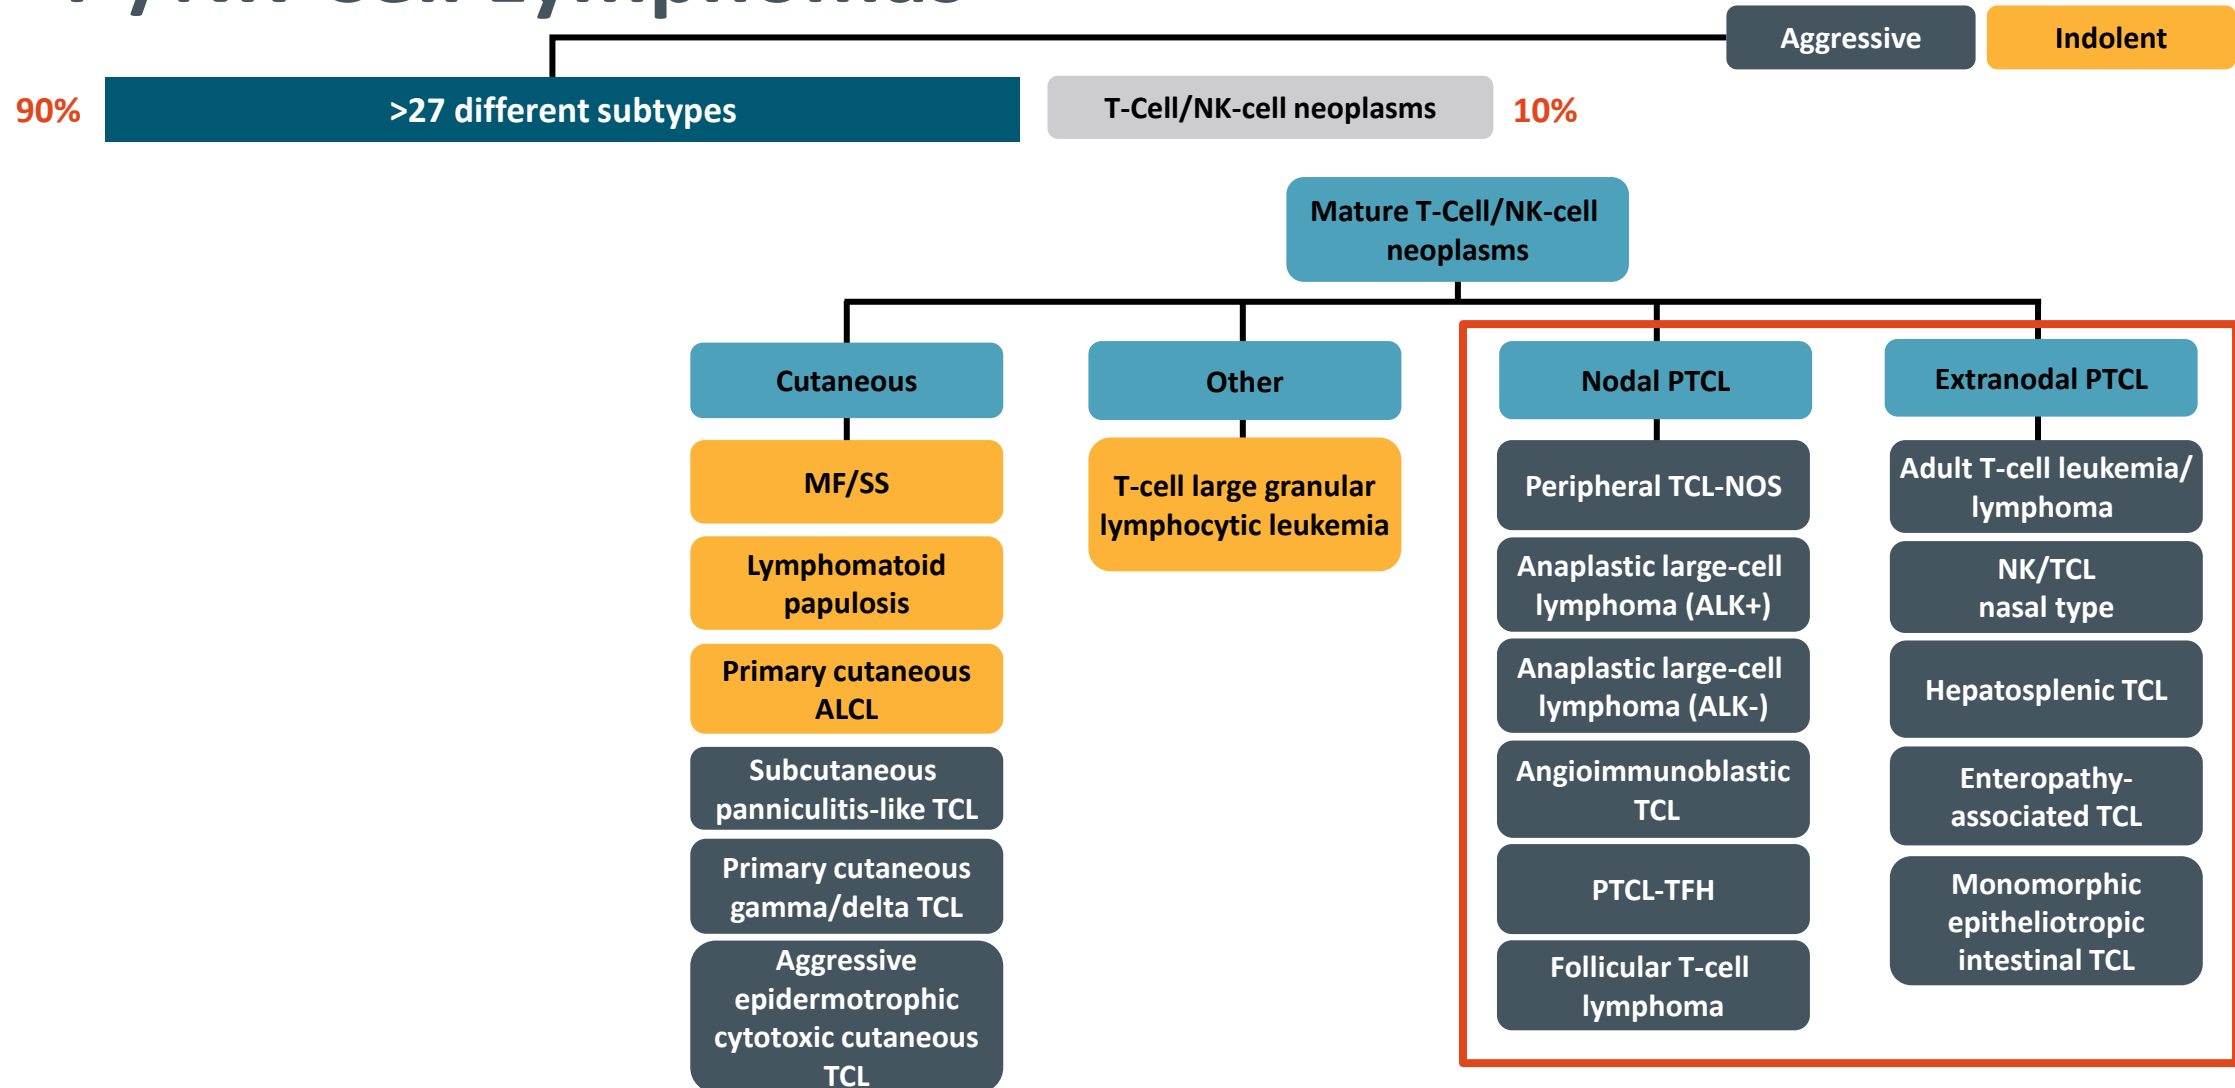 Aggressive
Indolent
90%
>27 different subtypes
T-Cell/NK-cell neoplasms
10%
Mature T-Cell/NK-cell
neoplasms
Cutaneous
MF/SS
Lymphomatoid
papulosis
Primary cutaneous
ALCL
Subcutaneous
panniculitis-like TCL
Primary cutaneous
gamma/delta TCL
Aggressive
epidermotrophic
cytotoxic cutaneous
TCL
Other
T-cell large granular
lymphocytic leukemia
Nodal PTCL
Peripheral TCL-NOS
Anaplastic large-cell
lymphoma (ALK+)
Anaplastic large-cell
lymphoma (ALK-)
Angioimmunoblastic
TCL
PTCL-TFH
Follicular T-cell
lymphoma
Extranodal PTCL
Adult T-cell leukemia/
lymphoma
NK/TCL
nasal type
Hepatosplenic TCL
Enteropathy-
associated TCL
Monomorphic
epitheliotropic
intestinal TCL